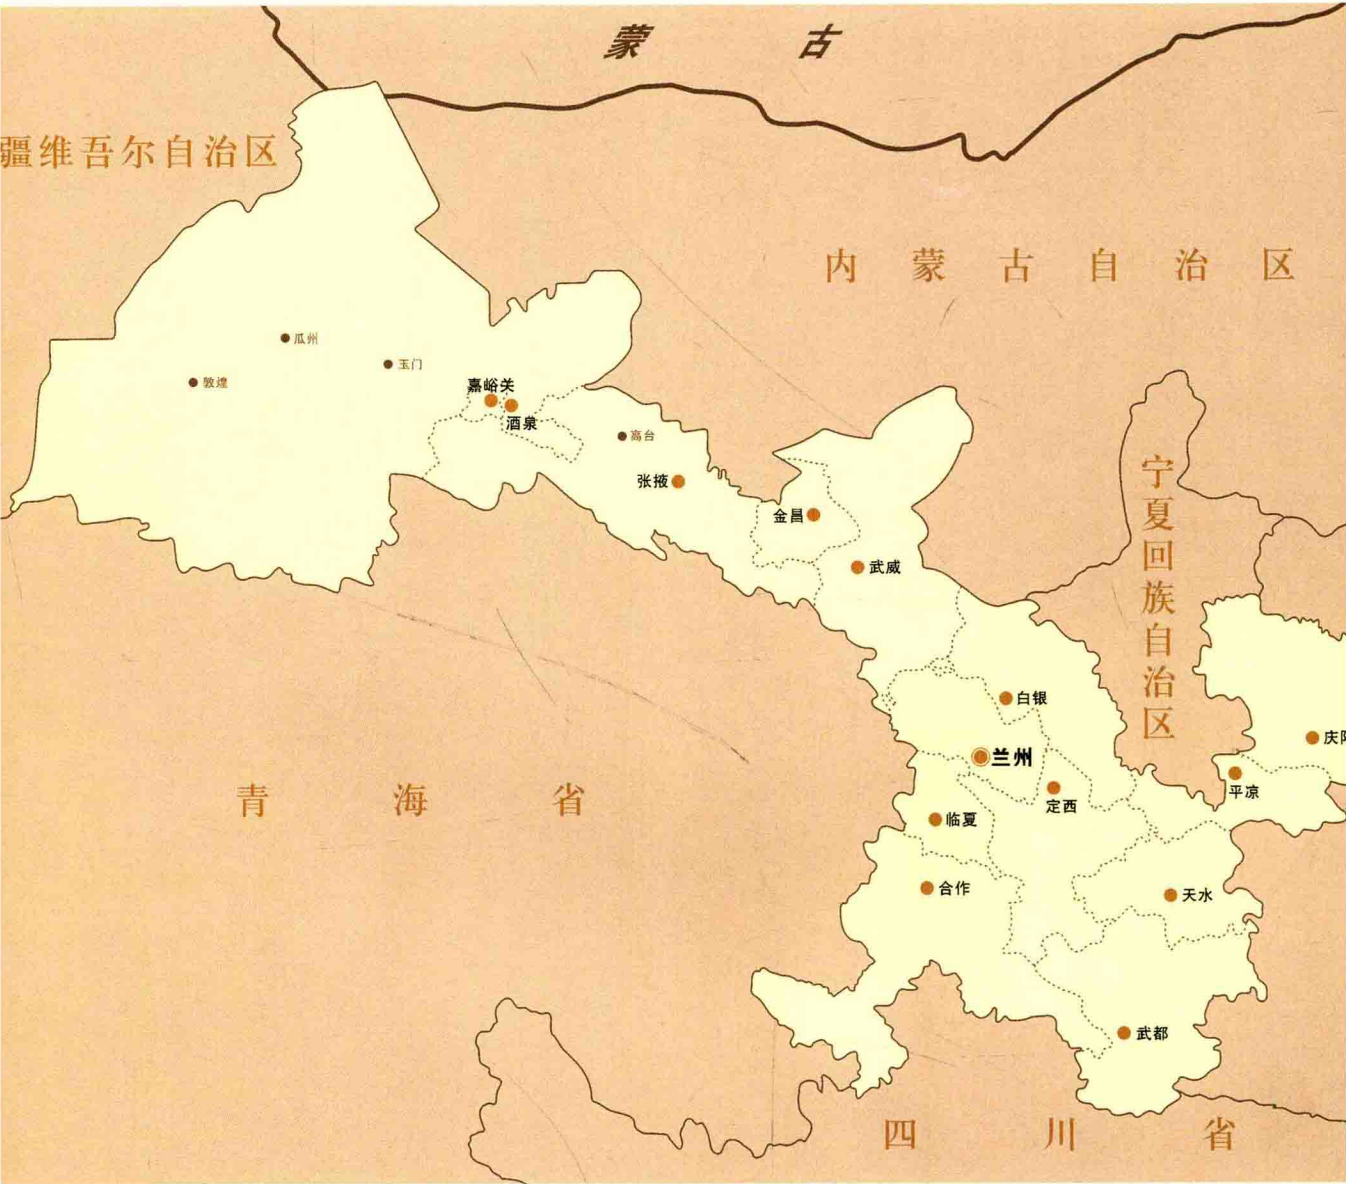 蒙古
疆维吾尔自治区
内蒙古自治区
瓜州
玉门
敦煌
嘉峪关
酒泉
高台
张掖
金昌
武威
宁夏回族自治区
白银
庆阳
兰州
平凉
定西
青海省
临夏
合作
天水
武都
四川省